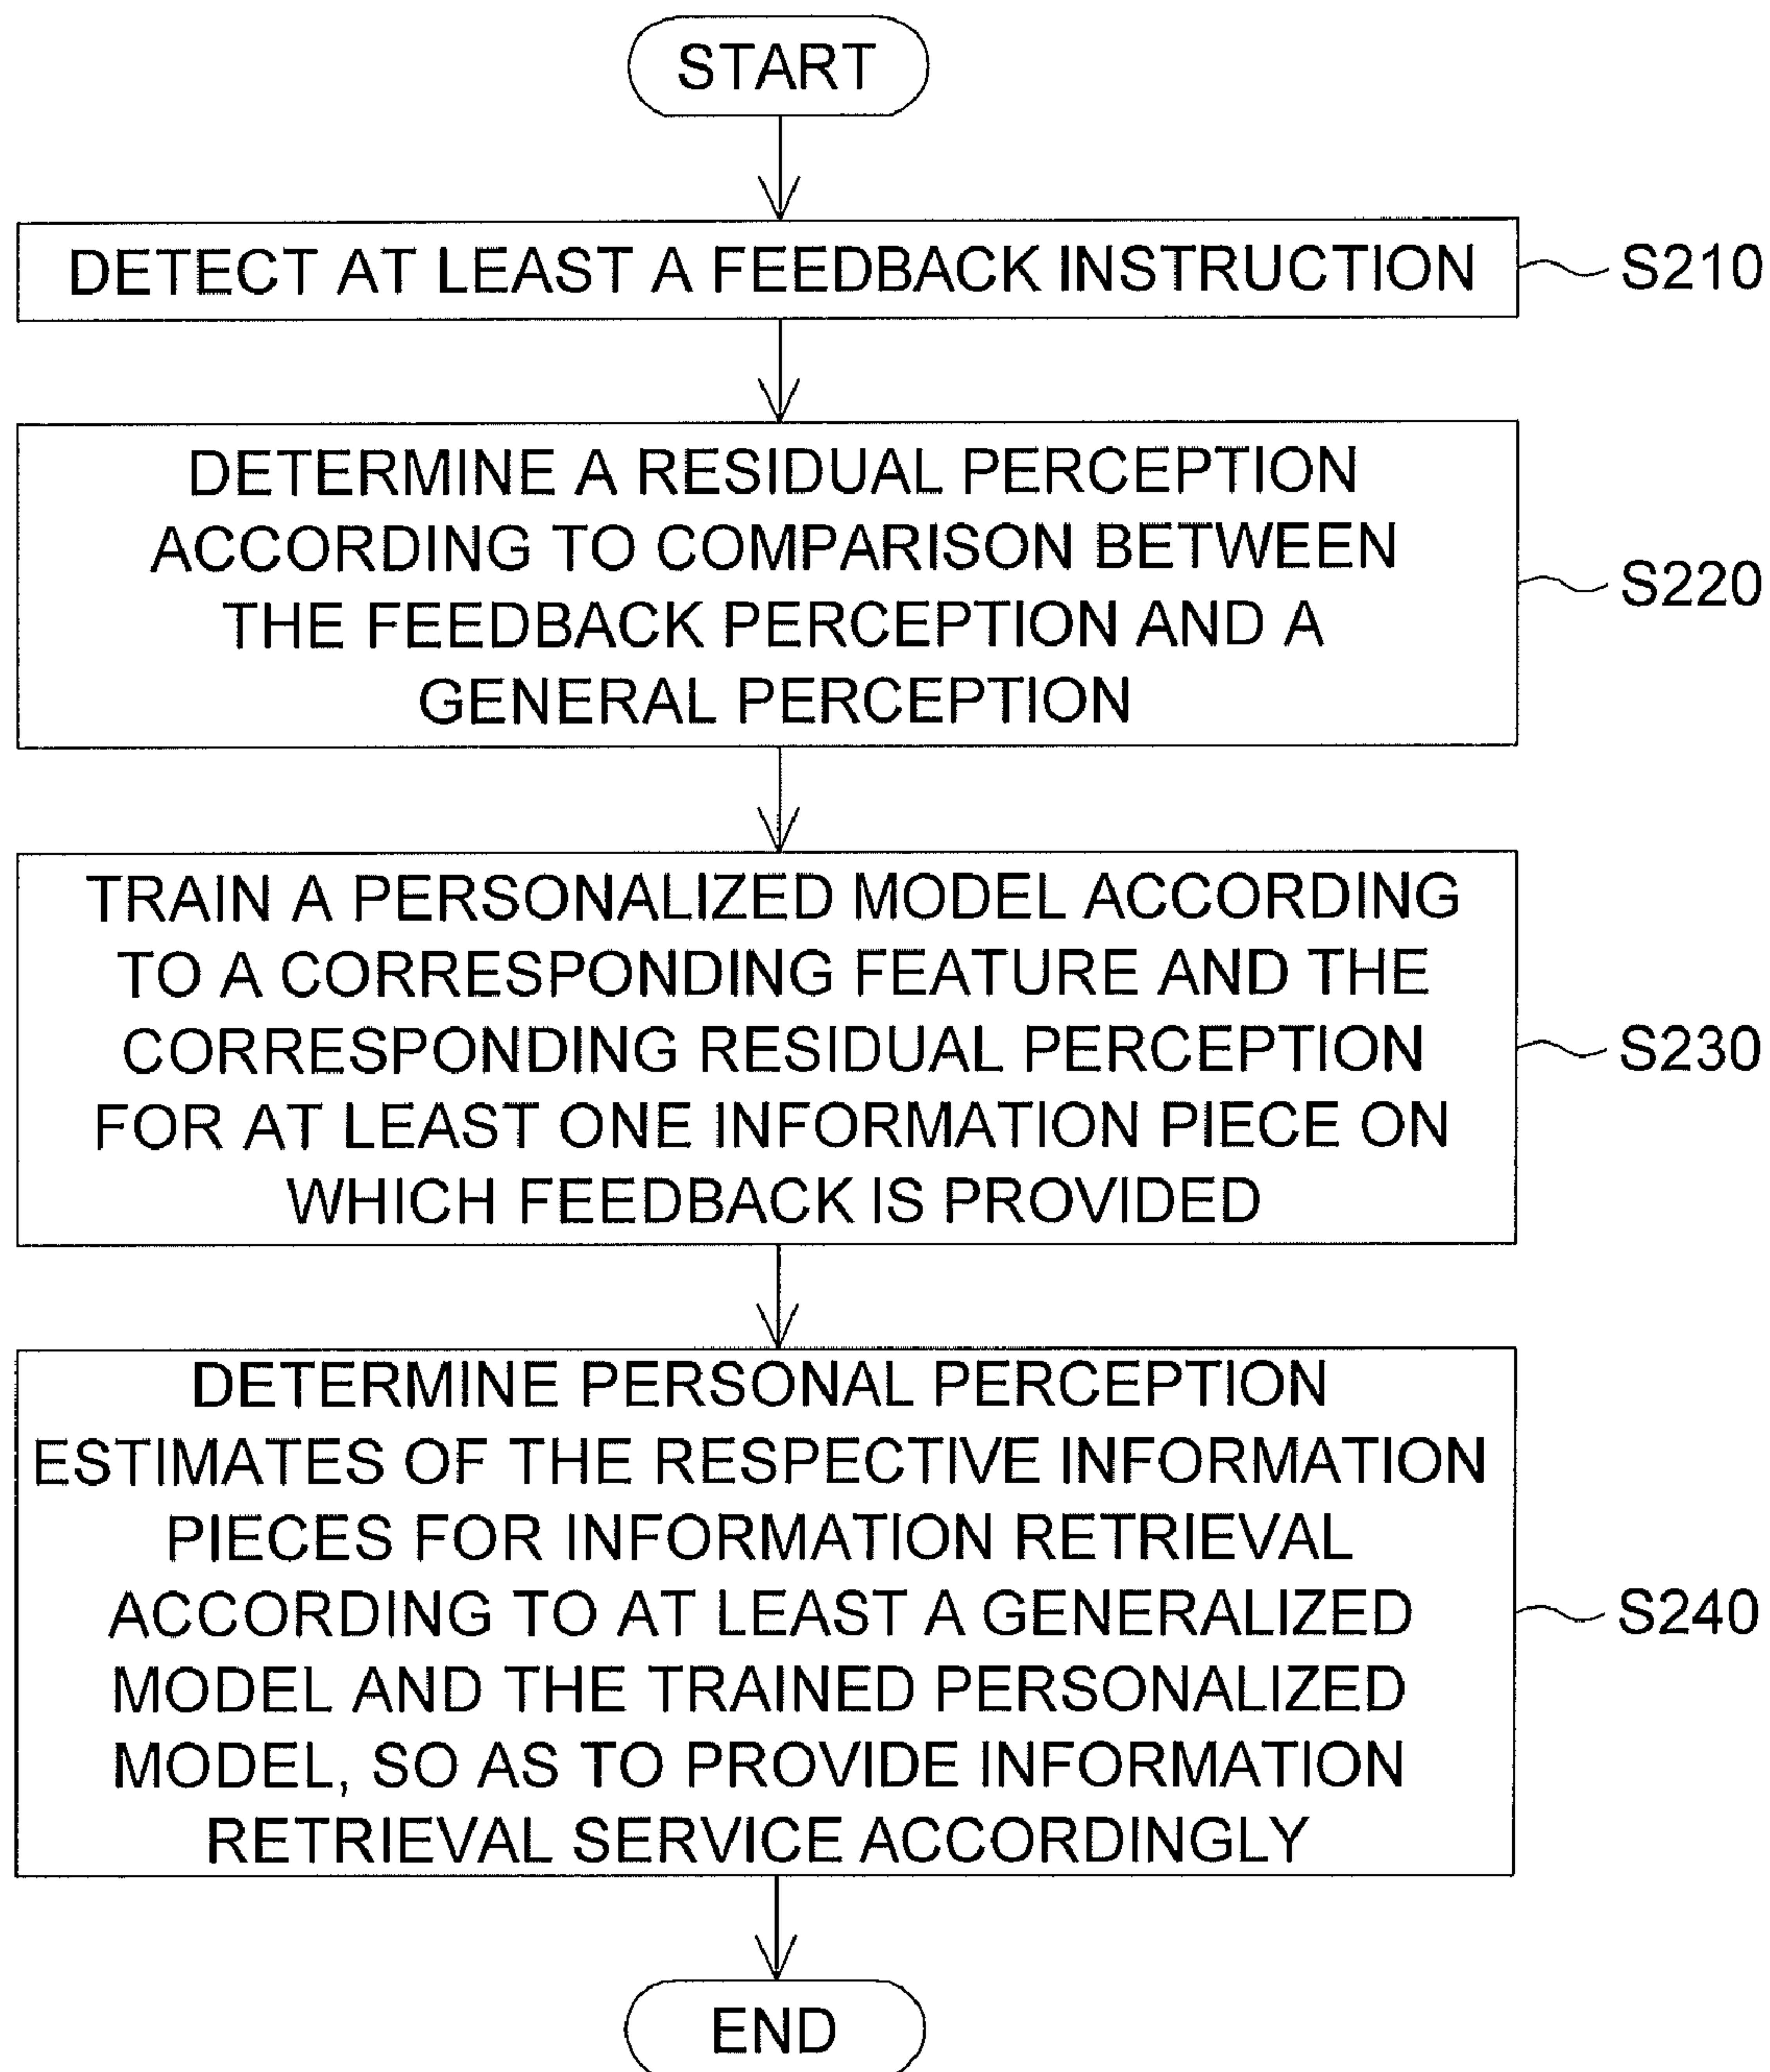 START
DETECT AT LEAST A FEEDBACK INSTRUCTION
S210
DETERMINE A RESIDUAL PERCEPTION
ACCORDING TO COMPARISON BETWEEN
THE FEEDBACK PERCEPTION AND A
GENERAL PERCEPTION
S220
TRAIN A PERSONALIZED MODEL ACCORDING
TO A CORRESPONDING FEATURE AND THE
CORRESPONDING RESIDUAL PERCEPTION
FOR AT LEAST ONE INFORMATION PIECE ON
WHICH FEEDBACK IS PROVIDED
S230
DETERMINE PERSONAL PERCEPTION
ESTIMATES OF THE RESPECTIVE INFORMATION
PIECES FOR INFORMATION RETRIEVAL
ACCORDING TO AT LEAST A GENERALIZED
MODEL AND THE TRAINED PERSONALIZED
MODEL, SO AS TO PROVIDE INFORMATION
RETRIEVAL SERVICE ACCORDINGLY
S240
END